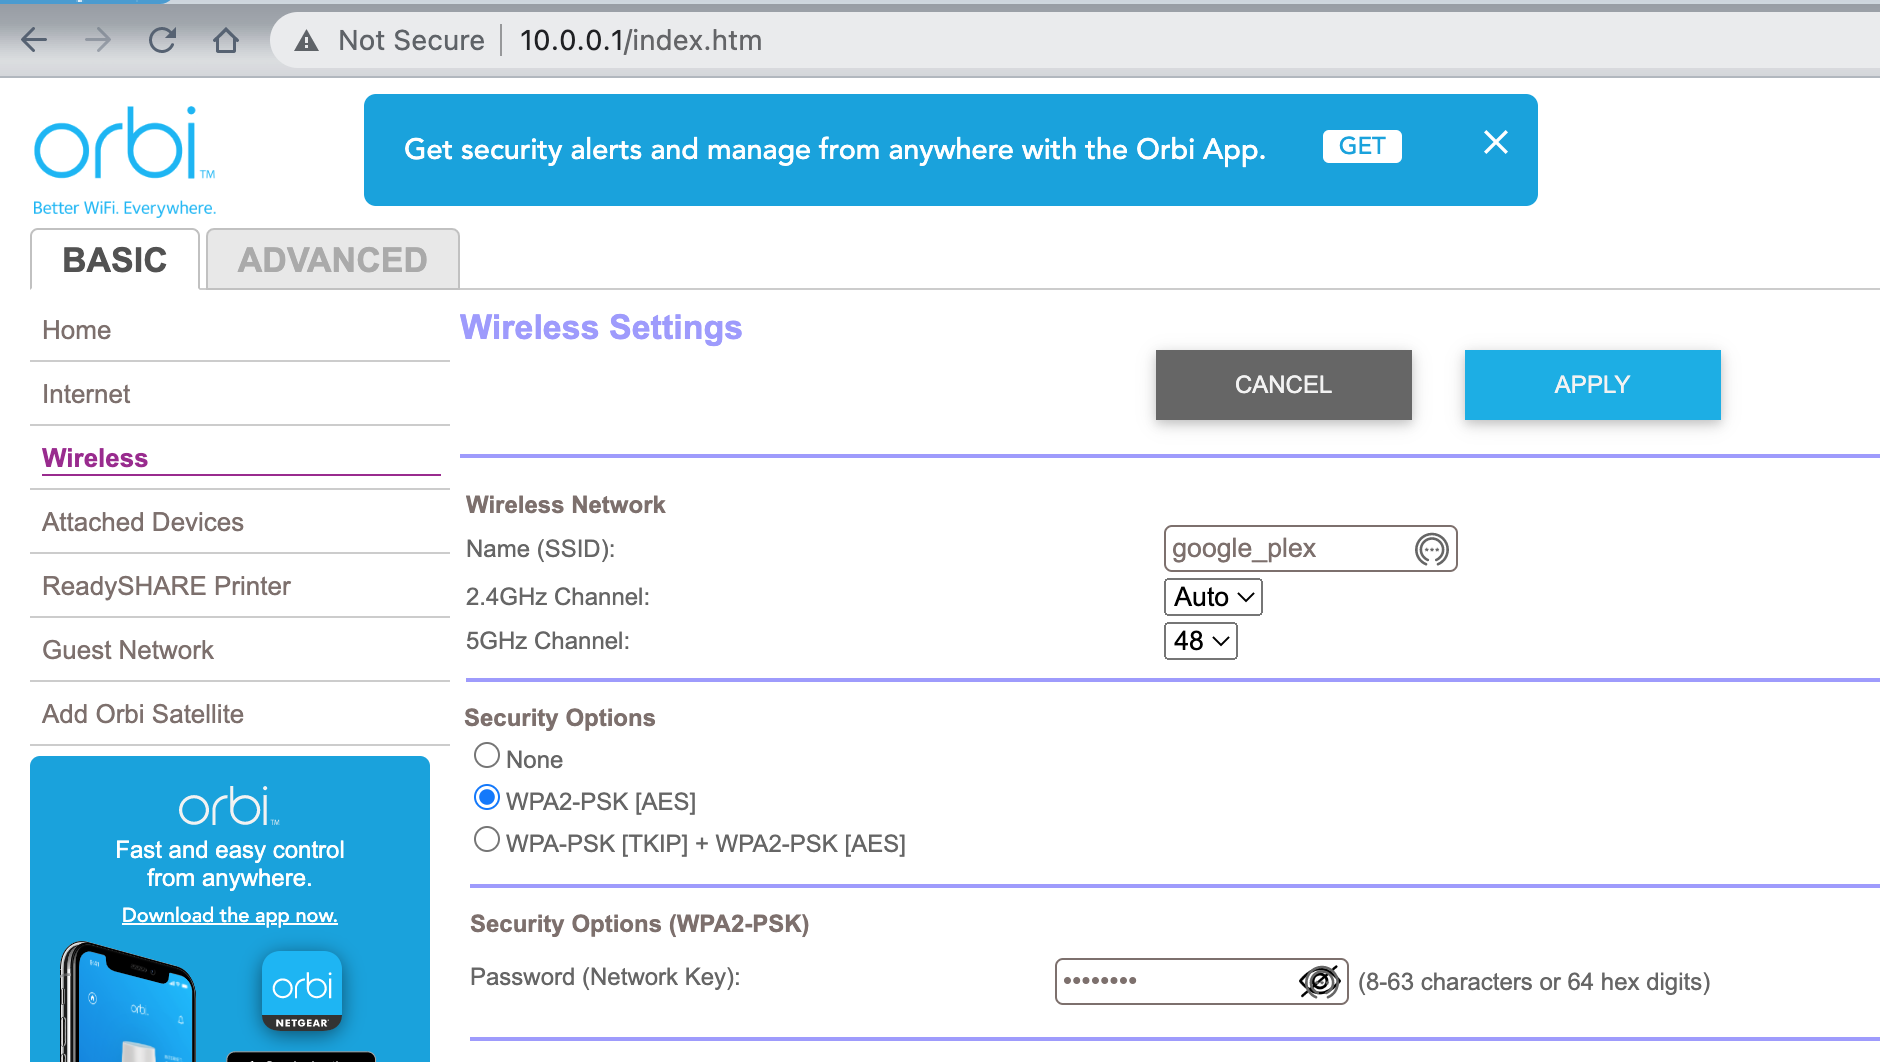 Not Secure 10.0.0.1/index.htm
orbi™
Better WiFi. Everywhere.
Get security alerts and manage from anywhere with the Orbi App. GET
BASIC ADVANCED
Home
Internet
Wireless
Attached Devices
ReadySHARE Printer
Guest Network
Add Orbi Satellite
orbi™
Fast and easy control
from anywhere.
Download the app now.
orbi
orbi
NETGEAR
Wireless Settings
CANCEL APPLY
Wireless Network
Name (SSID): google_plex
2.4GHz Channel: Auto
5GHz Channel: 48
Security Options
None
WPA2-PSK [AES]
WPA-PSK [TKIP] + WPA2-PSK [AES]
Security Options (WPA2-PSK)
Password (Network Key): •••••••• (8-63 characters or 64 hex digits)